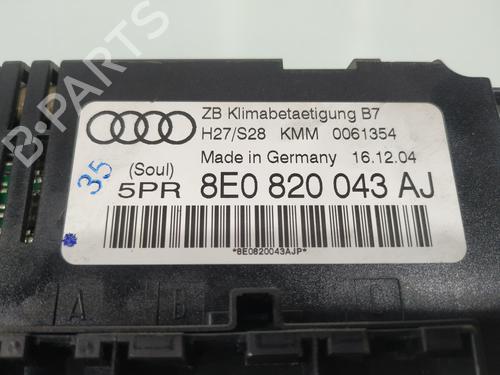 ZB Klimabetaetigung B7
H27/S28 KMM 0061354
Made in Germany 16.12.04
(Soul)
35
5PR 8E0 820 043 AJ
*8E0820043AJP*
A B C
B-PARTS